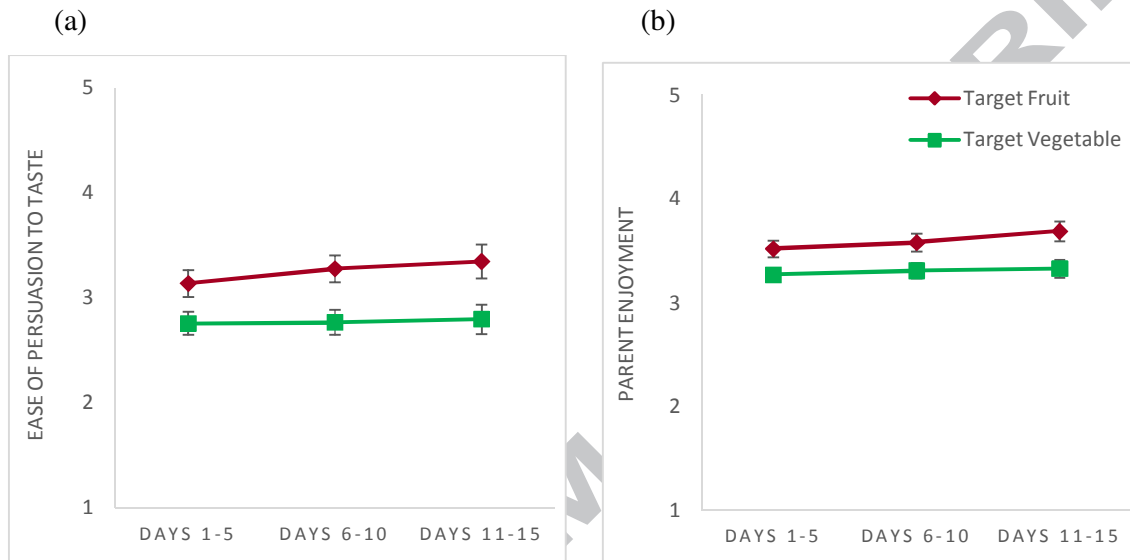 (a)
(b)
EASE OF PERSUASION TO TASTE
5
4
3
2
1
DAYS 1-5 DAYS 6-10 DAYS 11-15
PARENT ENJOYMENT
5
4
3
2
1
Target Fruit
Target Vegetable
DAYS 1-5 DAYS 6-10 DAYS 11-15